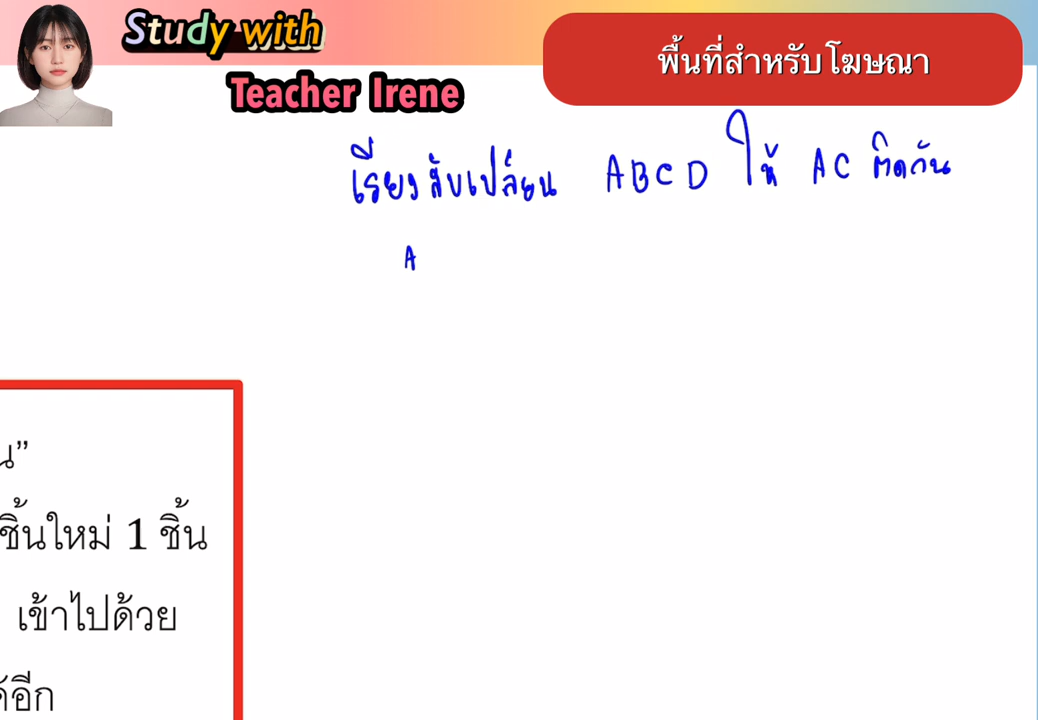 Study with
Teacher Irene
พื้นที่สำหรับโฆษณา
เรียงสับเปลี่ยน ABCD ให้ AC ติดกัน
A
น”
ชิ้นใหม่ 1 ชิ้น
เข้าไปด้วย
ด้อีก